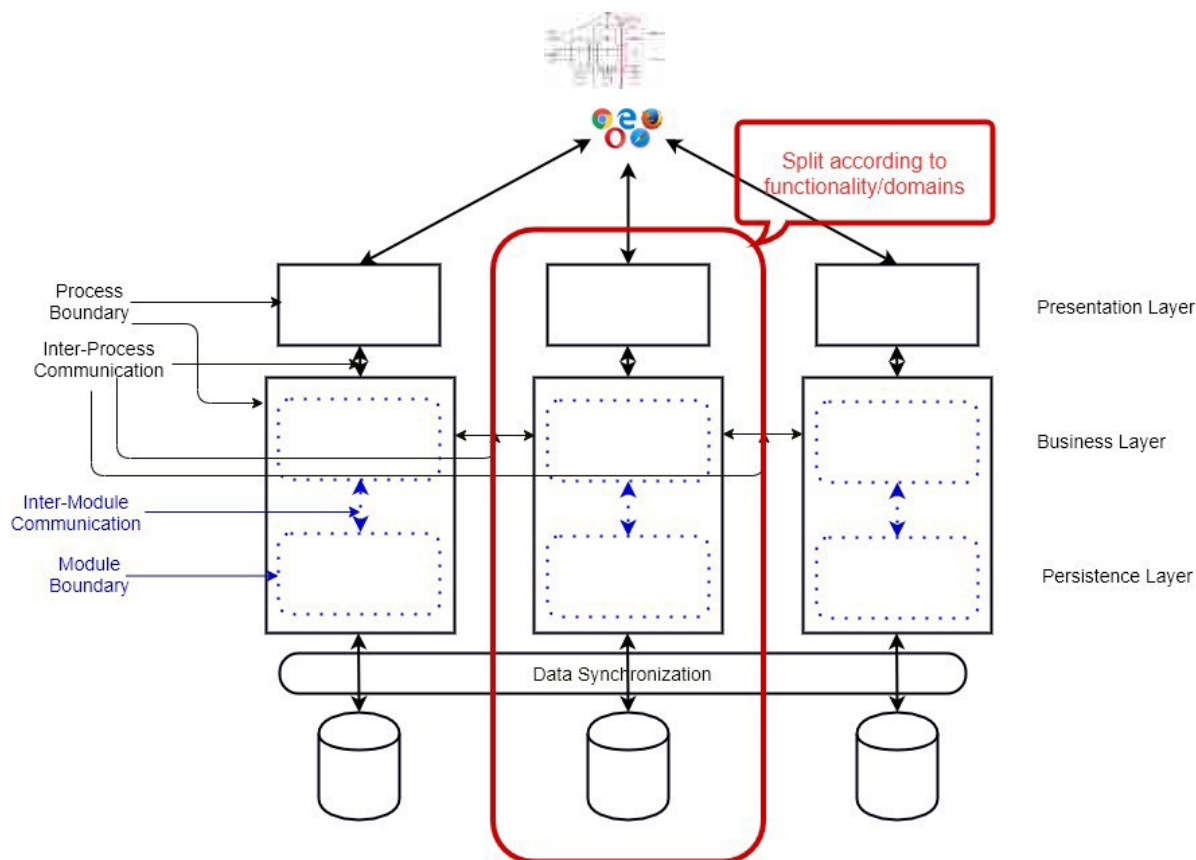 Split according to
functionality/domains
Process
Boundary
Inter-Process
Communication
Inter-Module
Communication
Module
Boundary
Presentation Layer
Business Layer
Persistence Layer
Data Synchronization